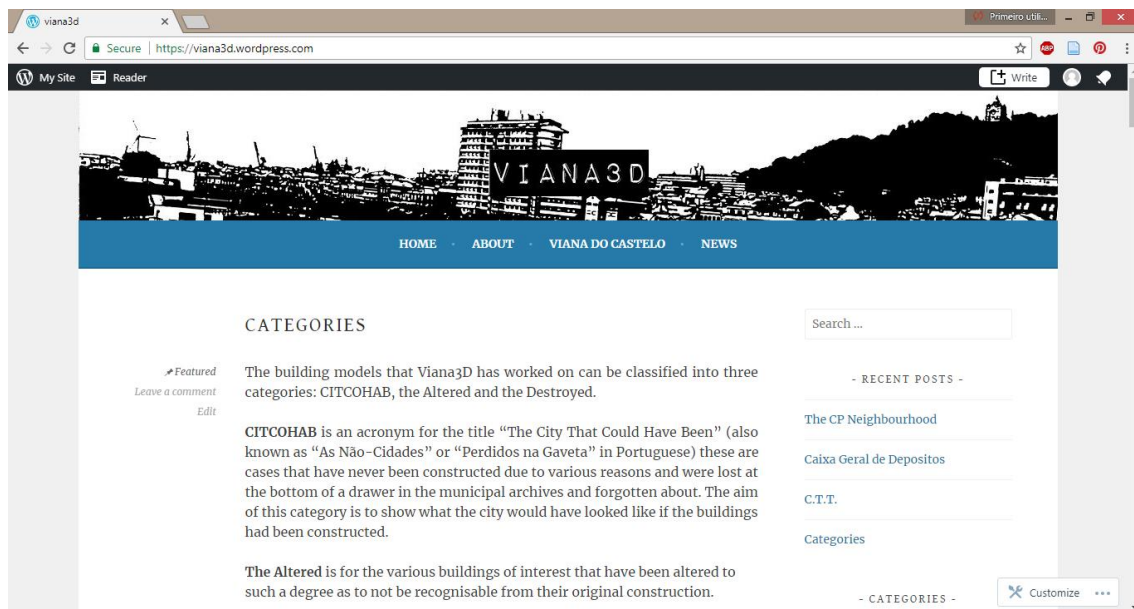 viana3d
Primeiro utili...
Secure | https://viana3d.wordpress.com
ABP
My Site Reader
Write
VIANA3D
HOME · ABOUT · VIANA DO CASTELO · NEWS
CATEGORIES
Featured
Leave a comment
Edit
The building models that Viana3D has worked on can be classified into three
categories: CITCOHAB, the Altered and the Destroyed.
CITCOHAB is an acronym for the title “The City That Could Have Been” (also
known as “As Não-Cidades” or “Perdidos na Gaveta” in Portuguese) these are
cases that have never been constructed due to various reasons and were lost at
the bottom of a drawer in the municipal archives and forgotten about. The aim
of this category is to show what the city would have looked like if the buildings
had been constructed.
The Altered is for the various buildings of interest that have been altered to
such a degree as to not be recognisable from their original construction.
Search ...
- RECENT POSTS -
The CP Neighbourhood
Caixa Geral de Depositos
C.T.T.
Categories
- CATEGORIES -
Customize ...